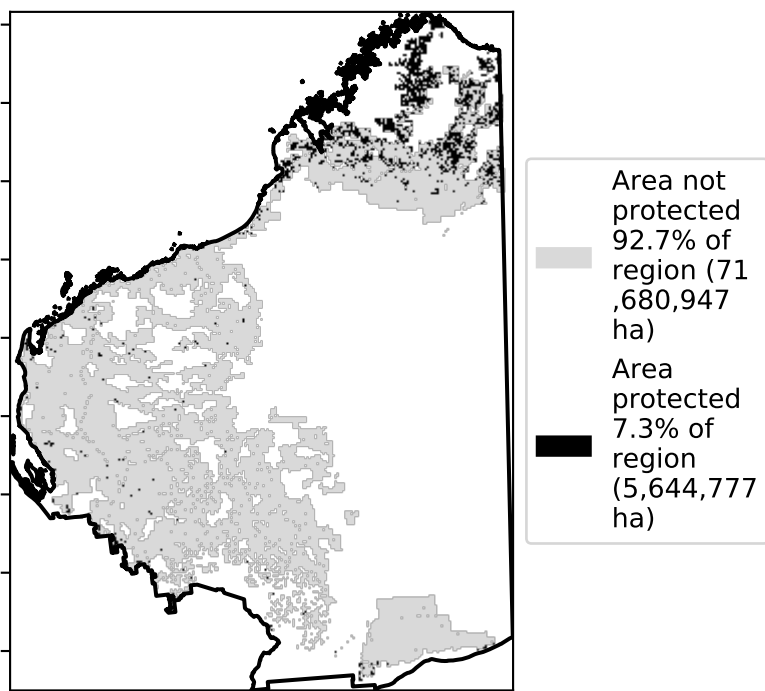 Area not
protected
92.7% of
region (71
,680,947
ha)
Area
protected
7.3% of
region
(5,644,777
ha)